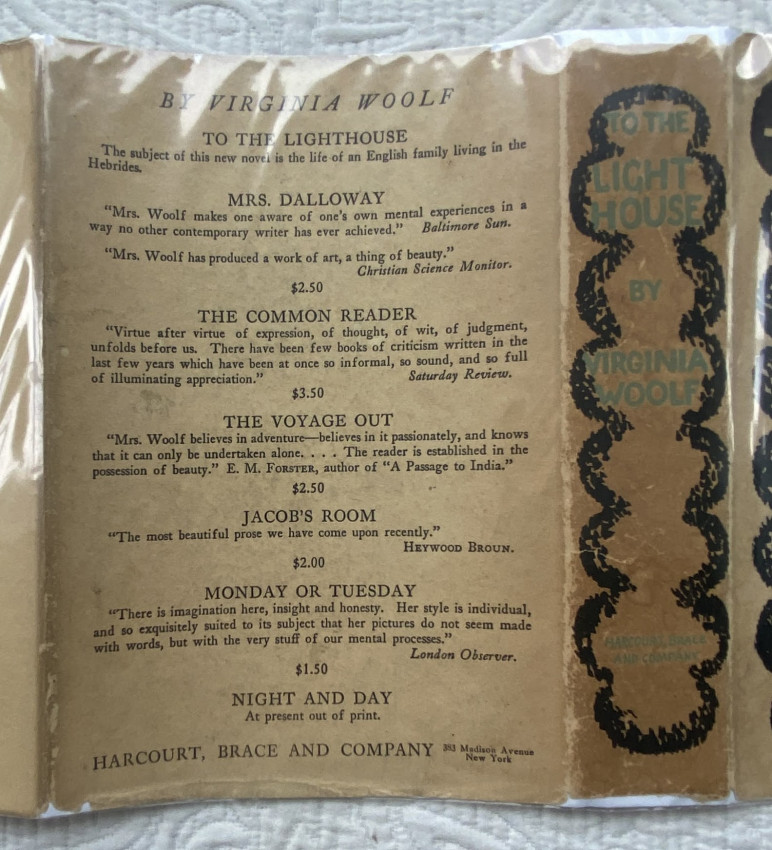 BY VIRGINIA WOOLF
TO THE LIGHTHOUSE
The subject of this new novel is the life of an English family living in the
Hebrides.
MRS. DALLOWAY
“Mrs. Woolf makes one aware of one’s own mental experiences in a
way no other contemporary writer has ever achieved.” Baltimore Sun.
“Mrs. Woolf has produced a work of art, a thing of beauty.”
Christian Science Monitor.
$2.50
THE COMMON READER
“Virtue after virtue of expression, of thought, of wit, of judgment,
unfolds before us. There have been few books of criticism written in the
last few years which have been at once so informal, so sound, and so full
of illuminating appreciation.” Saturday Review.
$3.50
THE VOYAGE OUT
“Mrs. Woolf believes in adventure—believes in it passionately, and knows
that it can only be undertaken alone. . . . The reader is established in the
possession of beauty.” E. M. FORSTER, author of “A Passage to India.”
$2.50
JACOB’S ROOM
“The most beautiful prose we have come upon recently.”
HEYWOOD BROUN.
$2.00
MONDAY OR TUESDAY
“There is imagination here, insight and honesty. Her style is individual,
and so exquisitely suited to its subject that her pictures do not seem made
with words, but with the very stuff of our mental processes.”
London Observer.
$1.50
NIGHT AND DAY
At present out of print.
HARCOURT, BRACE AND COMPANY 383 Madison Avenue
New York
TO THE
LIGHT
HOUSE
BY
VIRGINIA
WOOLF
HARCOURT, BRACE
AND COMPANY